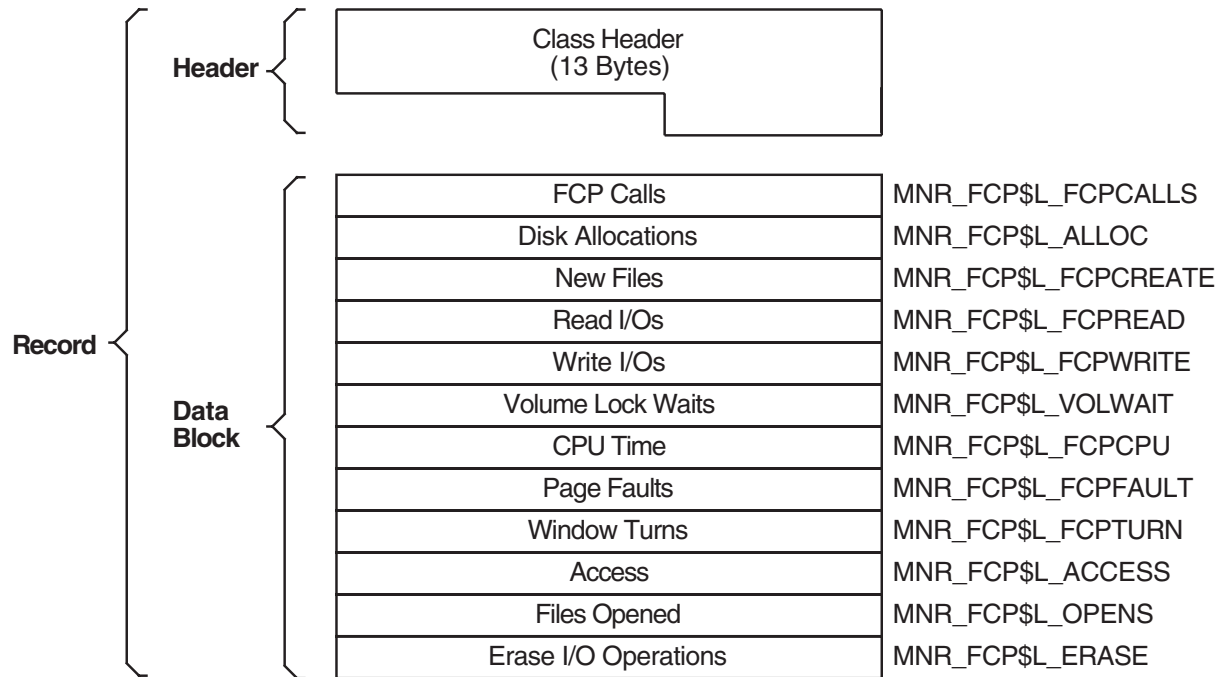 Class Header
(13 Bytes)
Header
FCP Calls MNR_FCP$L_FCPCALLS
Disk Allocations MNR_FCP$L_ALLOC
New Files MNR_FCP$L_FCPCREATE
Read I/Os MNR_FCP$L_FCPREAD
Record
Write I/Os MNR_FCP$L_FCPWRITE
Data
Block
Volume Lock Waits MNR_FCP$L_VOLWAIT
CPU Time MNR_FCP$L_FCPCPU
Page Faults MNR_FCP$L_FCPFAULT
Window Turns MNR_FCP$L_FCPTURN
Access MNR_FCP$L_ACCESS
Files Opened MNR_FCP$L_OPENS
Erase I/O Operations MNR_FCP$L_ERASE